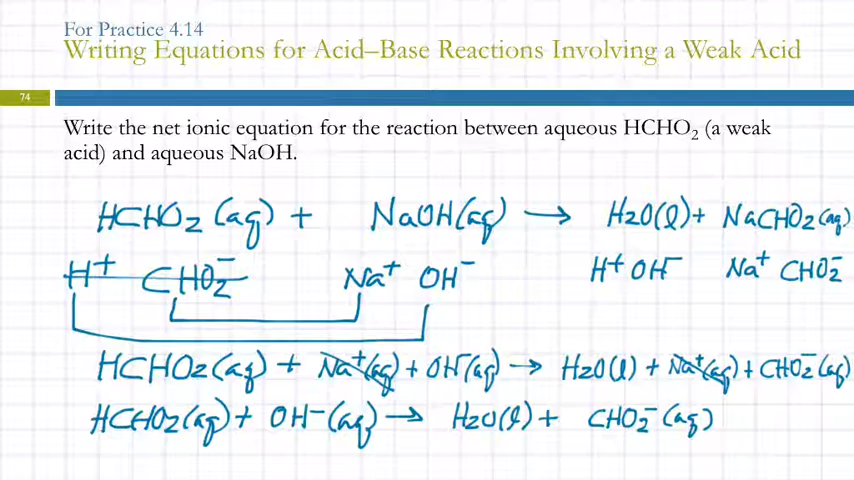 For Practice 4.14
Writing Equations for Acid–Base Reactions Involving a Weak Acid
74
Write the net ionic equation for the reaction between aqueous HCHO₂ (a weak
acid) and aqueous NaOH.
HCHO₂(aq) + NaOH(aq) → H₂O(l) + NaCHO₂(aq)
H⁺ CHO₂⁻ Na⁺ OH⁻ H⁺ OH⁻ Na⁺ CHO₂⁻
HCHO₂(aq) + Na⁺(aq) + OH⁻(aq) → H₂O(l) + Na⁺(aq) + CHO₂⁻(aq)
HCHO₂(aq) + OH⁻(aq) → H₂O(l) + CHO₂⁻(aq)